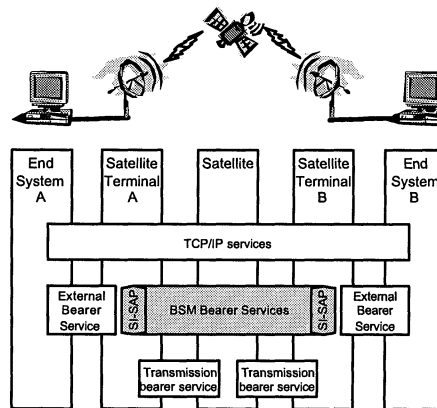 End
System
A
Satellite
Terminal
A
Satellite
Satellite
Terminal
B
End
System
B
TCP/IP services
External
Bearer
Service
SI-SAP
BSM Bearer Services
SI-SAP
External
Bearer
Service
Transmission
bearer service
Transmission
bearer service